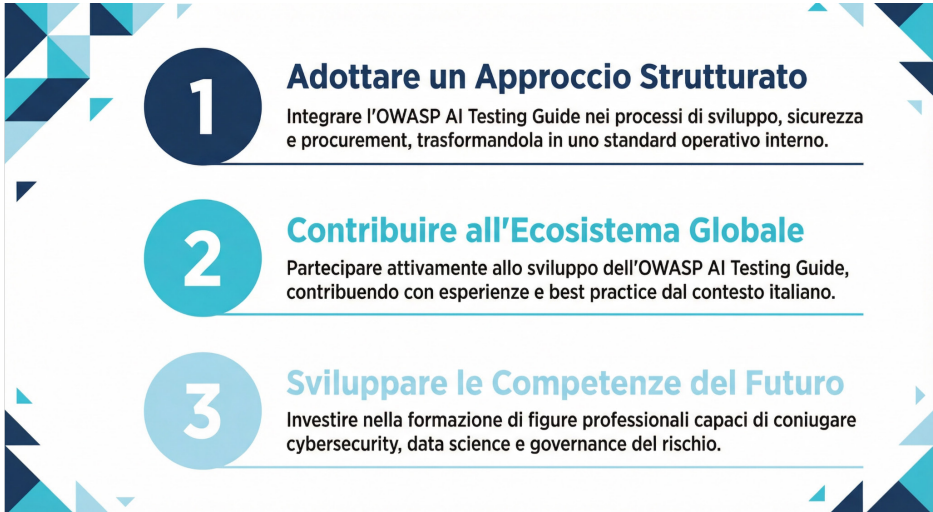 1
Adottare un Approccio Strutturato
Integrare l'OWASP AI Testing Guide nei processi di sviluppo, sicurezza
e procurement, trasformandola in uno standard operativo interno.
2
Contribuire all'Ecosistema Globale
Partecipare attivamente allo sviluppo dell'OWASP AI Testing Guide,
contribuendo con esperienze e best practice dal contesto italiano.
3
Sviluppare le Competenze del Futuro
Investire nella formazione di figure professionali capaci di coniugare
cybersecurity, data science e governance del rischio.